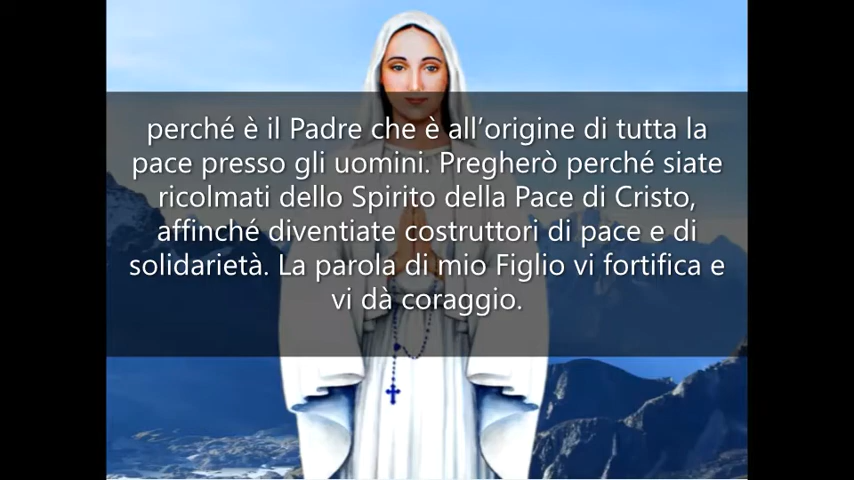 perché è il Padre che è all’origine di tutta la
pace presso gli uomini. Pregherò perché siate
ricolmati dello Spirito della Pace di Cristo,
affinché diventiate costruttori di pace e di
solidarietà. La parola di mio Figlio vi fortifica e
vi dà coraggio.